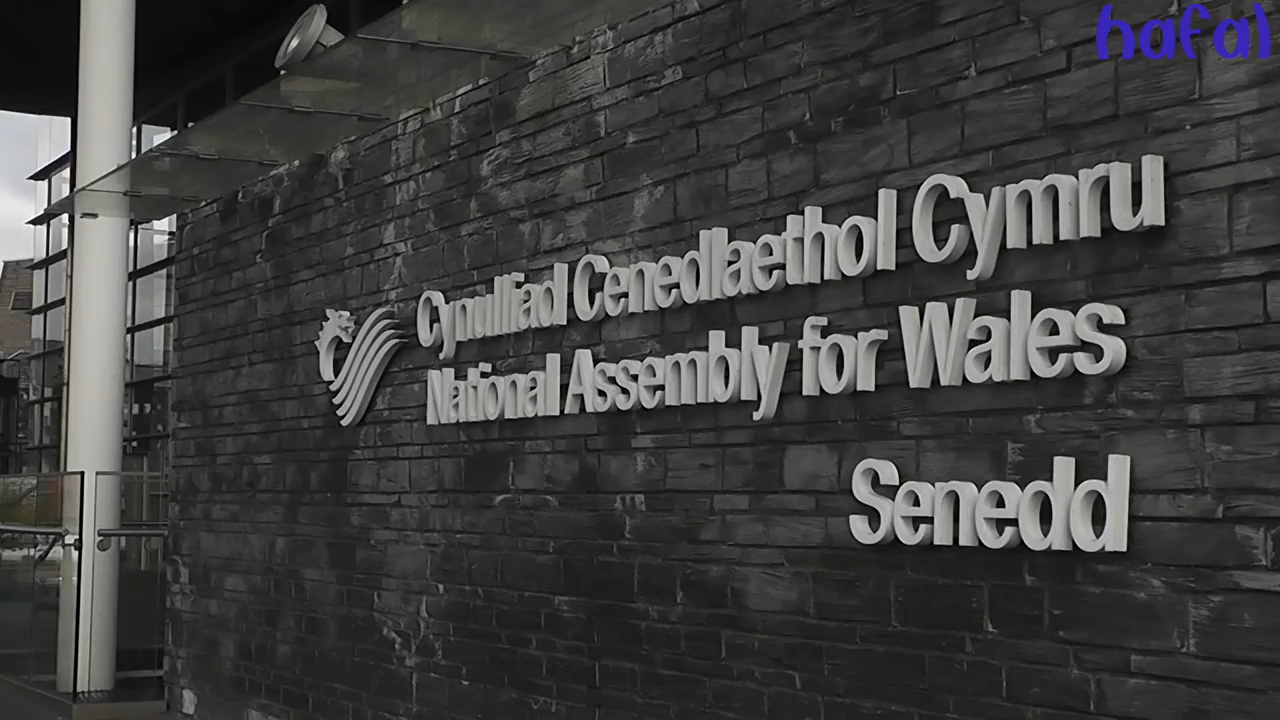 hafal
Cynulliad Cenedlaethol Cymru
National Assembly for Wales
Senedd